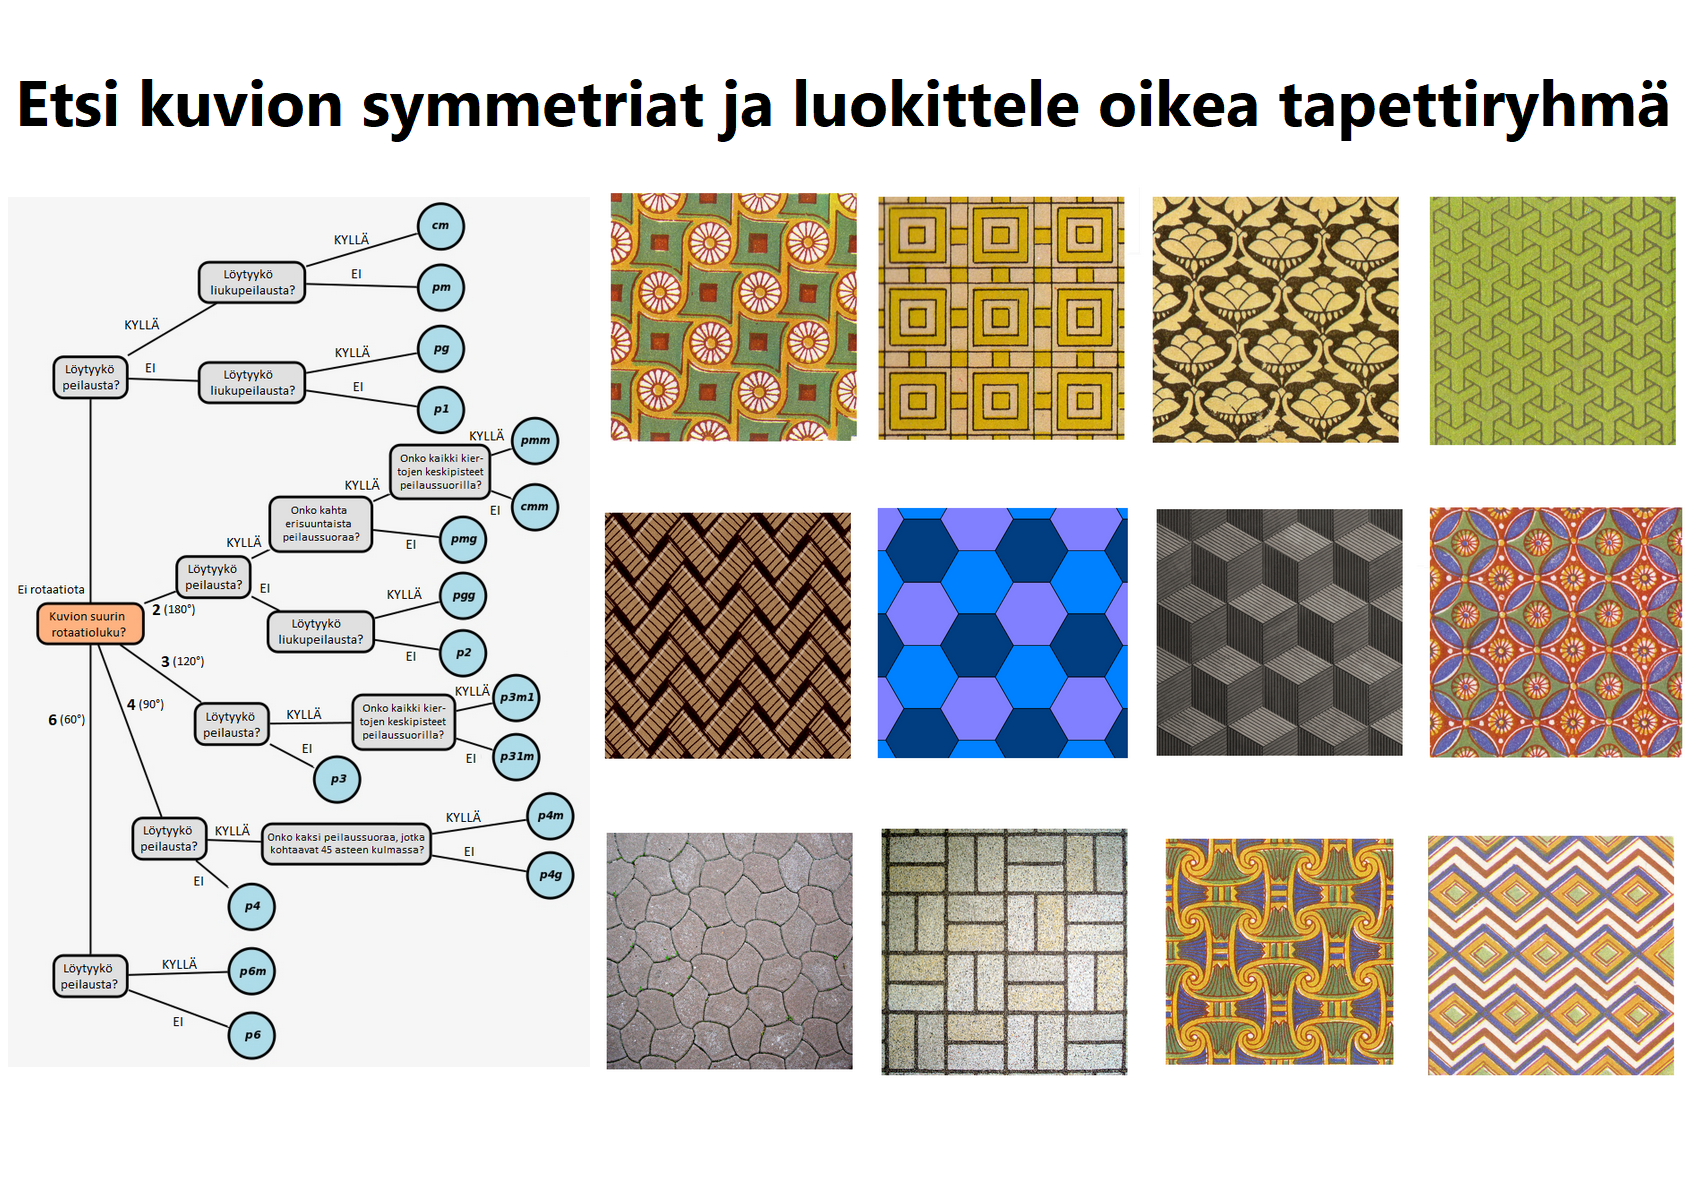 Etsi kuvion symmetriat ja luokittele oikea tapettiryhmä
cm
KYLLÄ
Löytyykö
liukupeilausta?
EI
pm
KYLLÄ
Löytyykö
peilausta?
EI
KYLLÄ
pg
Löytyykö
liukupeilausta?
EI
p1
KYLLÄ
pmm
Onko kaikki kier-
tojen keskipisteet
peilaussuorilla?
KYLLÄ
EI
cmm
Onko kahta
erisuuntaista
peilaussuoraa?
KYLLÄ
EI
pmg
Löytyykö
peilausta?
EI
KYLLÄ
pgg
Ei rotaatiota
2 (180°)
Kuvion suurin
rotaatioluku?
Löytyykö
liukupeilausta?
EI
p2
3 (120°)
KYLLÄ
p3m1
4 (90°)
6 (60°)
Löytyykö
peilausta?
KYLLÄ
Onko kaikki kier-
tojen keskipisteet
peilaussuorilla?
EI
EI
p31m
p3
KYLLÄ
p4m
Löytyykö
peilausta?
KYLLÄ
Onko kaksi peilaussuoraa, jotka
kohtaavat 45 asteen kulmassa?
EI
p4g
EI
p4
Löytyykö
peilausta?
KYLLÄ
p6m
EI
p6